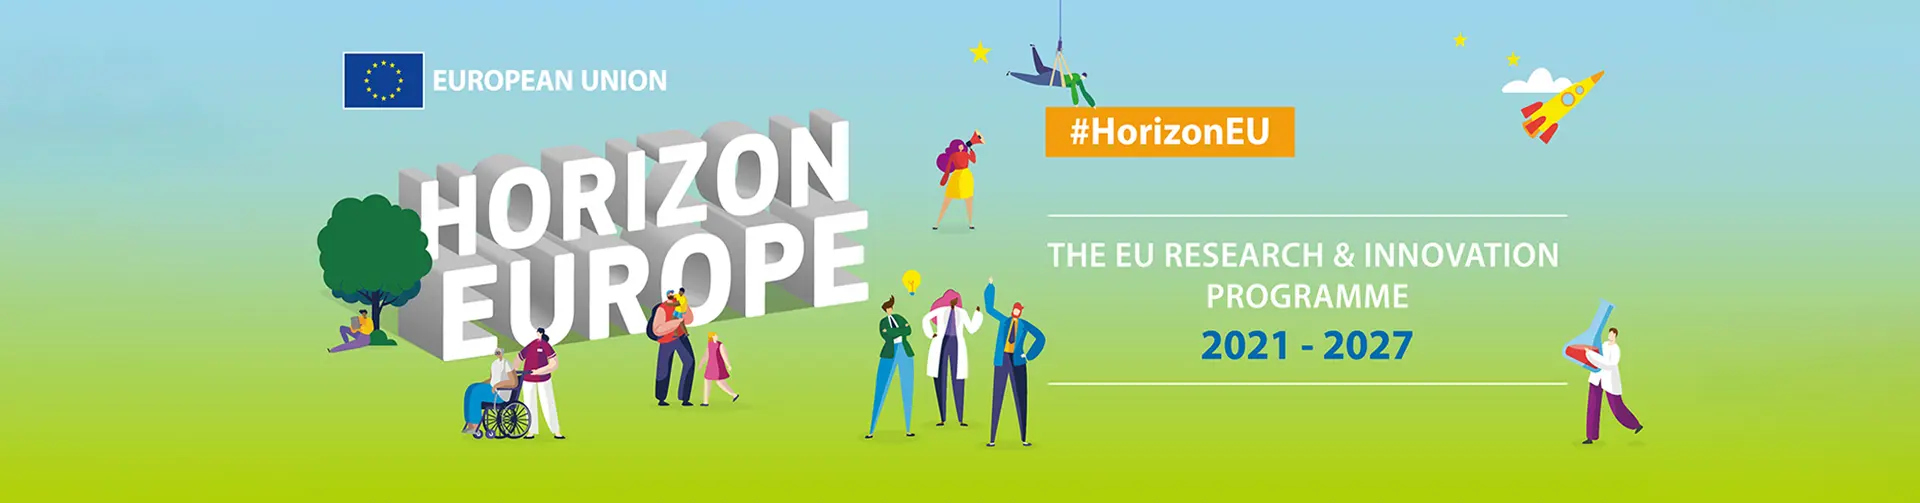 EUROPEAN UNION
HORIZON
EUROPE
#HorizonEU
THE EU RESEARCH & INNOVATION
PROGRAMME
2021 - 2027